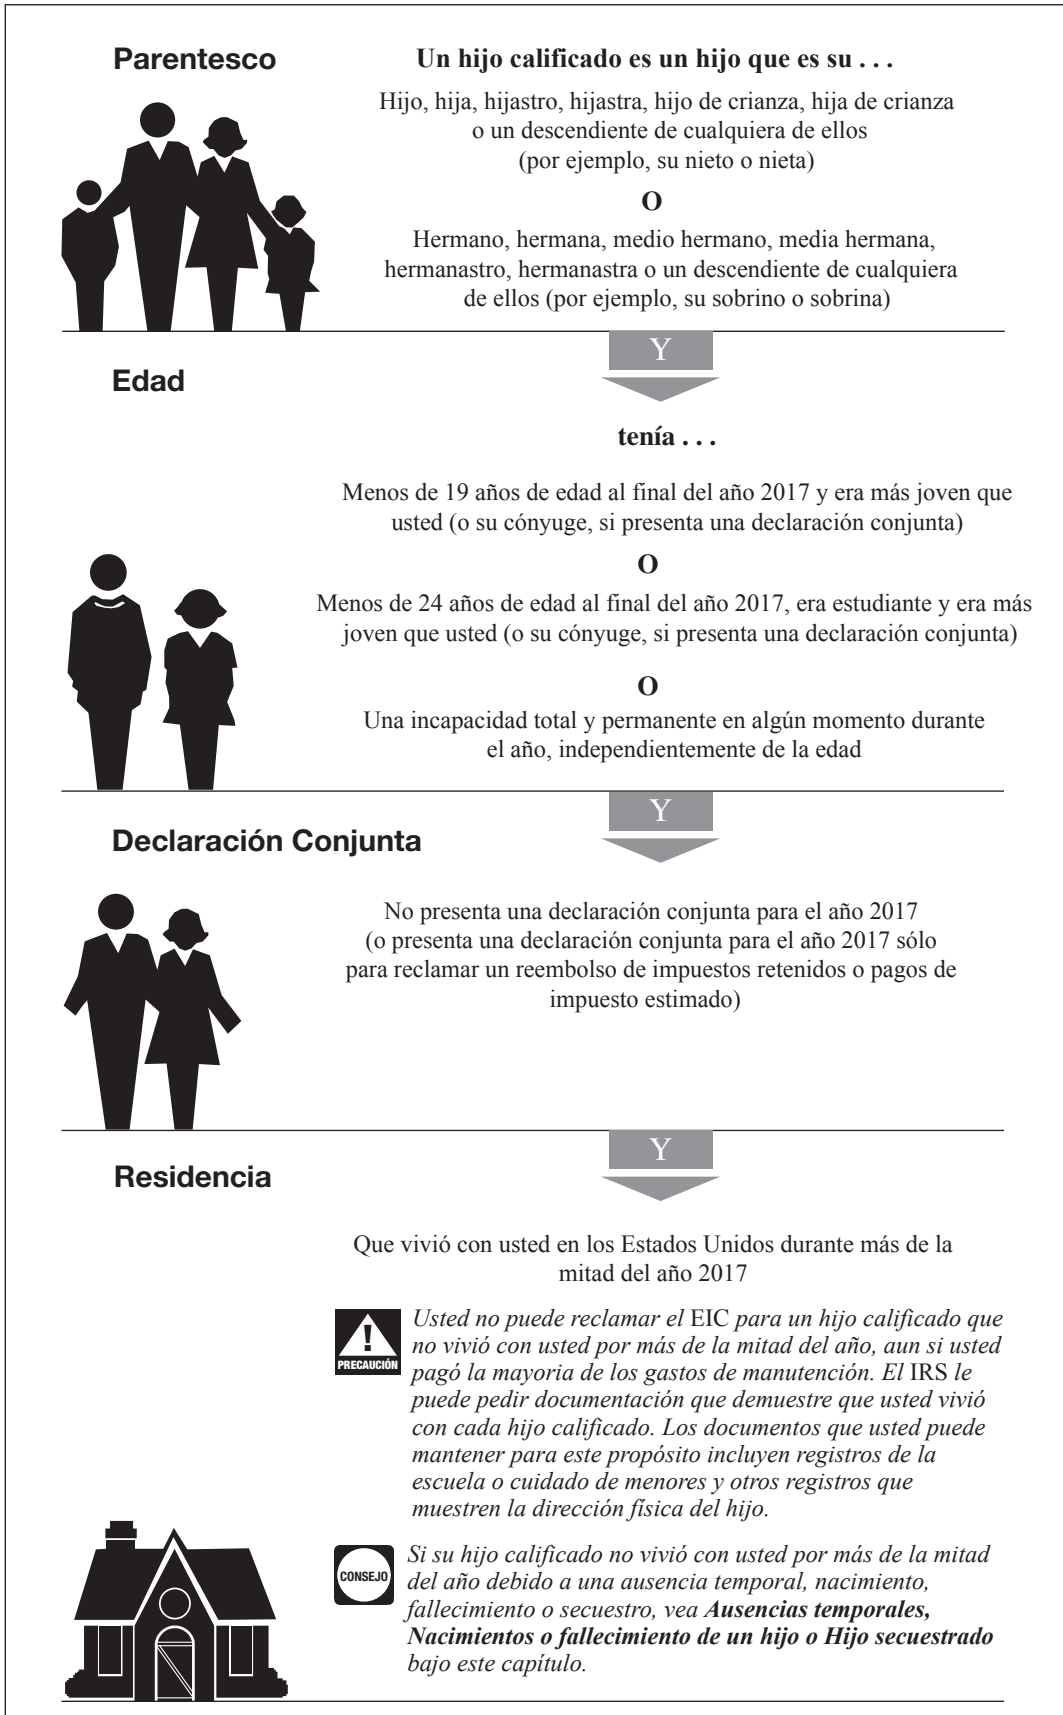 Parentesco
Un hijo calificado es un hijo que es su . . .
Hijo, hija, hijastro, hijastra, hijo de crianza, hija de crianza
o un descendiente de cualquiera de ellos
(por ejemplo, su nieto o nieta)
O
Hermano, hermana, medio hermano, media hermana,
hermanastro, hermanastra o un descendiente de cualquiera
de ellos (por ejemplo, su sobrino o sobrina)
Y
Edad
tenía . . .
Menos de 19 años de edad al final del año 2017 y era más joven que
usted (o su cónyuge, si presenta una declaración conjunta)
O
Menos de 24 años de edad al final del año 2017, era estudiante y era más
joven que usted (o su cónyuge, si presenta una declaración conjunta)
O
Una incapacidad total y permanente en algún momento durante
el año, independientemente de la edad
Y
Declaración Conjunta
No presenta una declaración conjunta para el año 2017
(o presenta una declaración conjunta para el año 2017 sólo
para reclamar un reembolso de impuestos retenidos o pagos de
impuesto estimado)
Y
Residencia
Que vivió con usted en los Estados Unidos durante más de la
mitad del año 2017
!
PRECAUCIÓN
Usted no puede reclamar el EIC para un hijo calificado que
no vivió con usted por más de la mitad del año, aun si usted
pagó la mayoria de los gastos de manutención. El IRS le
puede pedir documentación que demuestre que usted vivió
con cada hijo calificado. Los documentos que usted puede
mantener para este propósito incluyen registros de la
escuela o cuidado de menores y otros registros que
muestren la dirección física del hijo.
CONSEJO
Si su hijo calificado no vivió con usted por más de la mitad
del año debido a una ausencia temporal, nacimiento,
fallecimiento o secuestro, vea Ausencias temporales,
Nacimientos o fallecimiento de un hijo o Hijo secuestrado
bajo este capítulo.